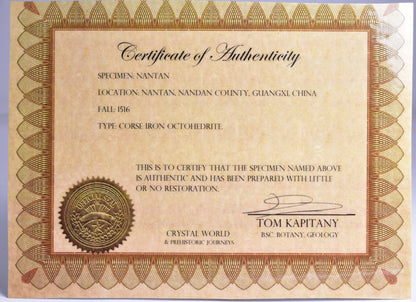 Certificate of Authenticity
SPECIMEN: NANTAN
LOCATION: NANTAN, NANDAN COUNTY, GUANGXI, CHINA
FALL: 1516
TYPE: CORSE IRON OCTOHEDRITE
THIS IS TO CERTIFY THAT THE SPECIMEN NAMED ABOVE
IS AUTHENTIC AND HAS BEEN PREPARED WITH LITTLE
OR NO RESTORATION.
TOM KAPITANY
BSC BOTANY, GEOLOGY
CRYSTAL WORLD
& PREHISTORIC JOURNEYS